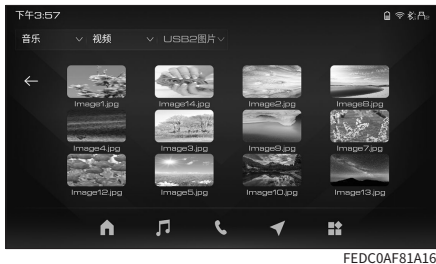 下午3:57
音乐 视频 USB2图片
Image1.jpg Image14.jpg Image2.jpg Image8.jpg
Image4.jpg Image3.jpg Image9.jpg Image7.jpg
Image12.jpg Image5.jpg Image10.jpg Image13.jpg
FEDC0AF81A16